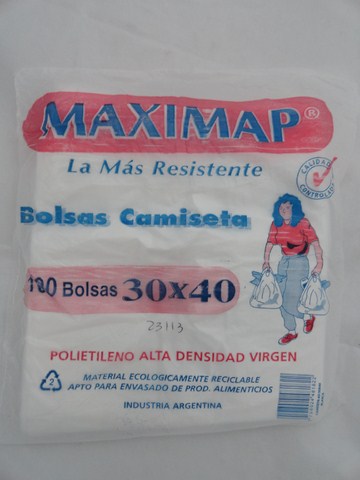 MAXIMAP®
La Más Resistente
CALIDAD CONTROLADA
Bolsas Camiseta
100 Bolsas 30x40
23113
POLIETILENO ALTA DENSIDAD VIRGEN
2
MATERIAL ECOLOGICAMENTE RECICLABLE
APTO PARA ENVASADO DE PROD. ALIMENTICIOS
INDUSTRIA ARGENTINA